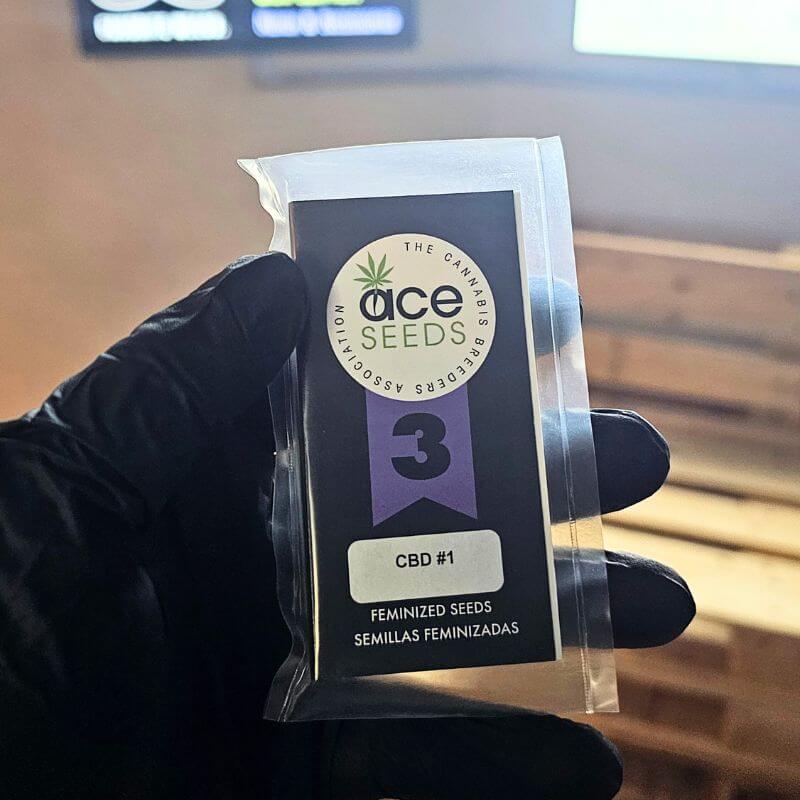 THE CANNABIS BREEDERS ASSOCIATION
ace
SEEDS
3
CBD #1
FEMINIZED SEEDS
SEMILLAS FEMINIZADAS